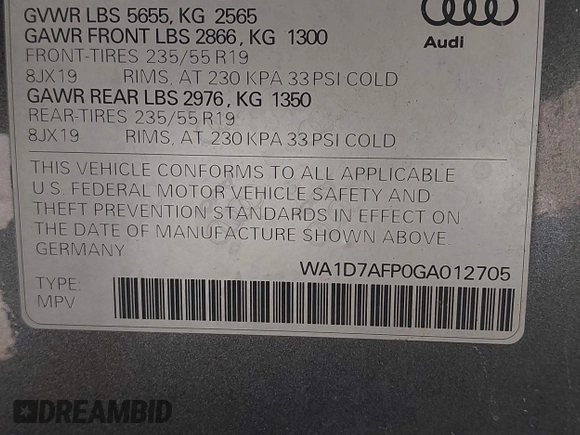 GVWR LBS 5655, KG 2565
GAWR FRONT LBS 2866, KG 1300
FRONT-TIRES 235/55 R19
8JX19 RIMS, AT 230 KPA 33 PSI COLD
GAWR REAR LBS 2976, KG 1350
REAR-TIRES 235/55 R19
8JX19 RIMS, AT 230 KPA 33 PSI COLD
Audi
THIS VEHICLE CONFORMS TO ALL APPLICABLE
U.S. FEDERAL MOTOR VEHICLE SAFETY AND
THEFT PREVENTION STANDARDS IN EFFECT ON
THE DATE OF MANUFACTURE SHOWN ABOVE.
GERMANY
WA1D7AFP0GA012705
TYPE:
MPV
DREAMBID